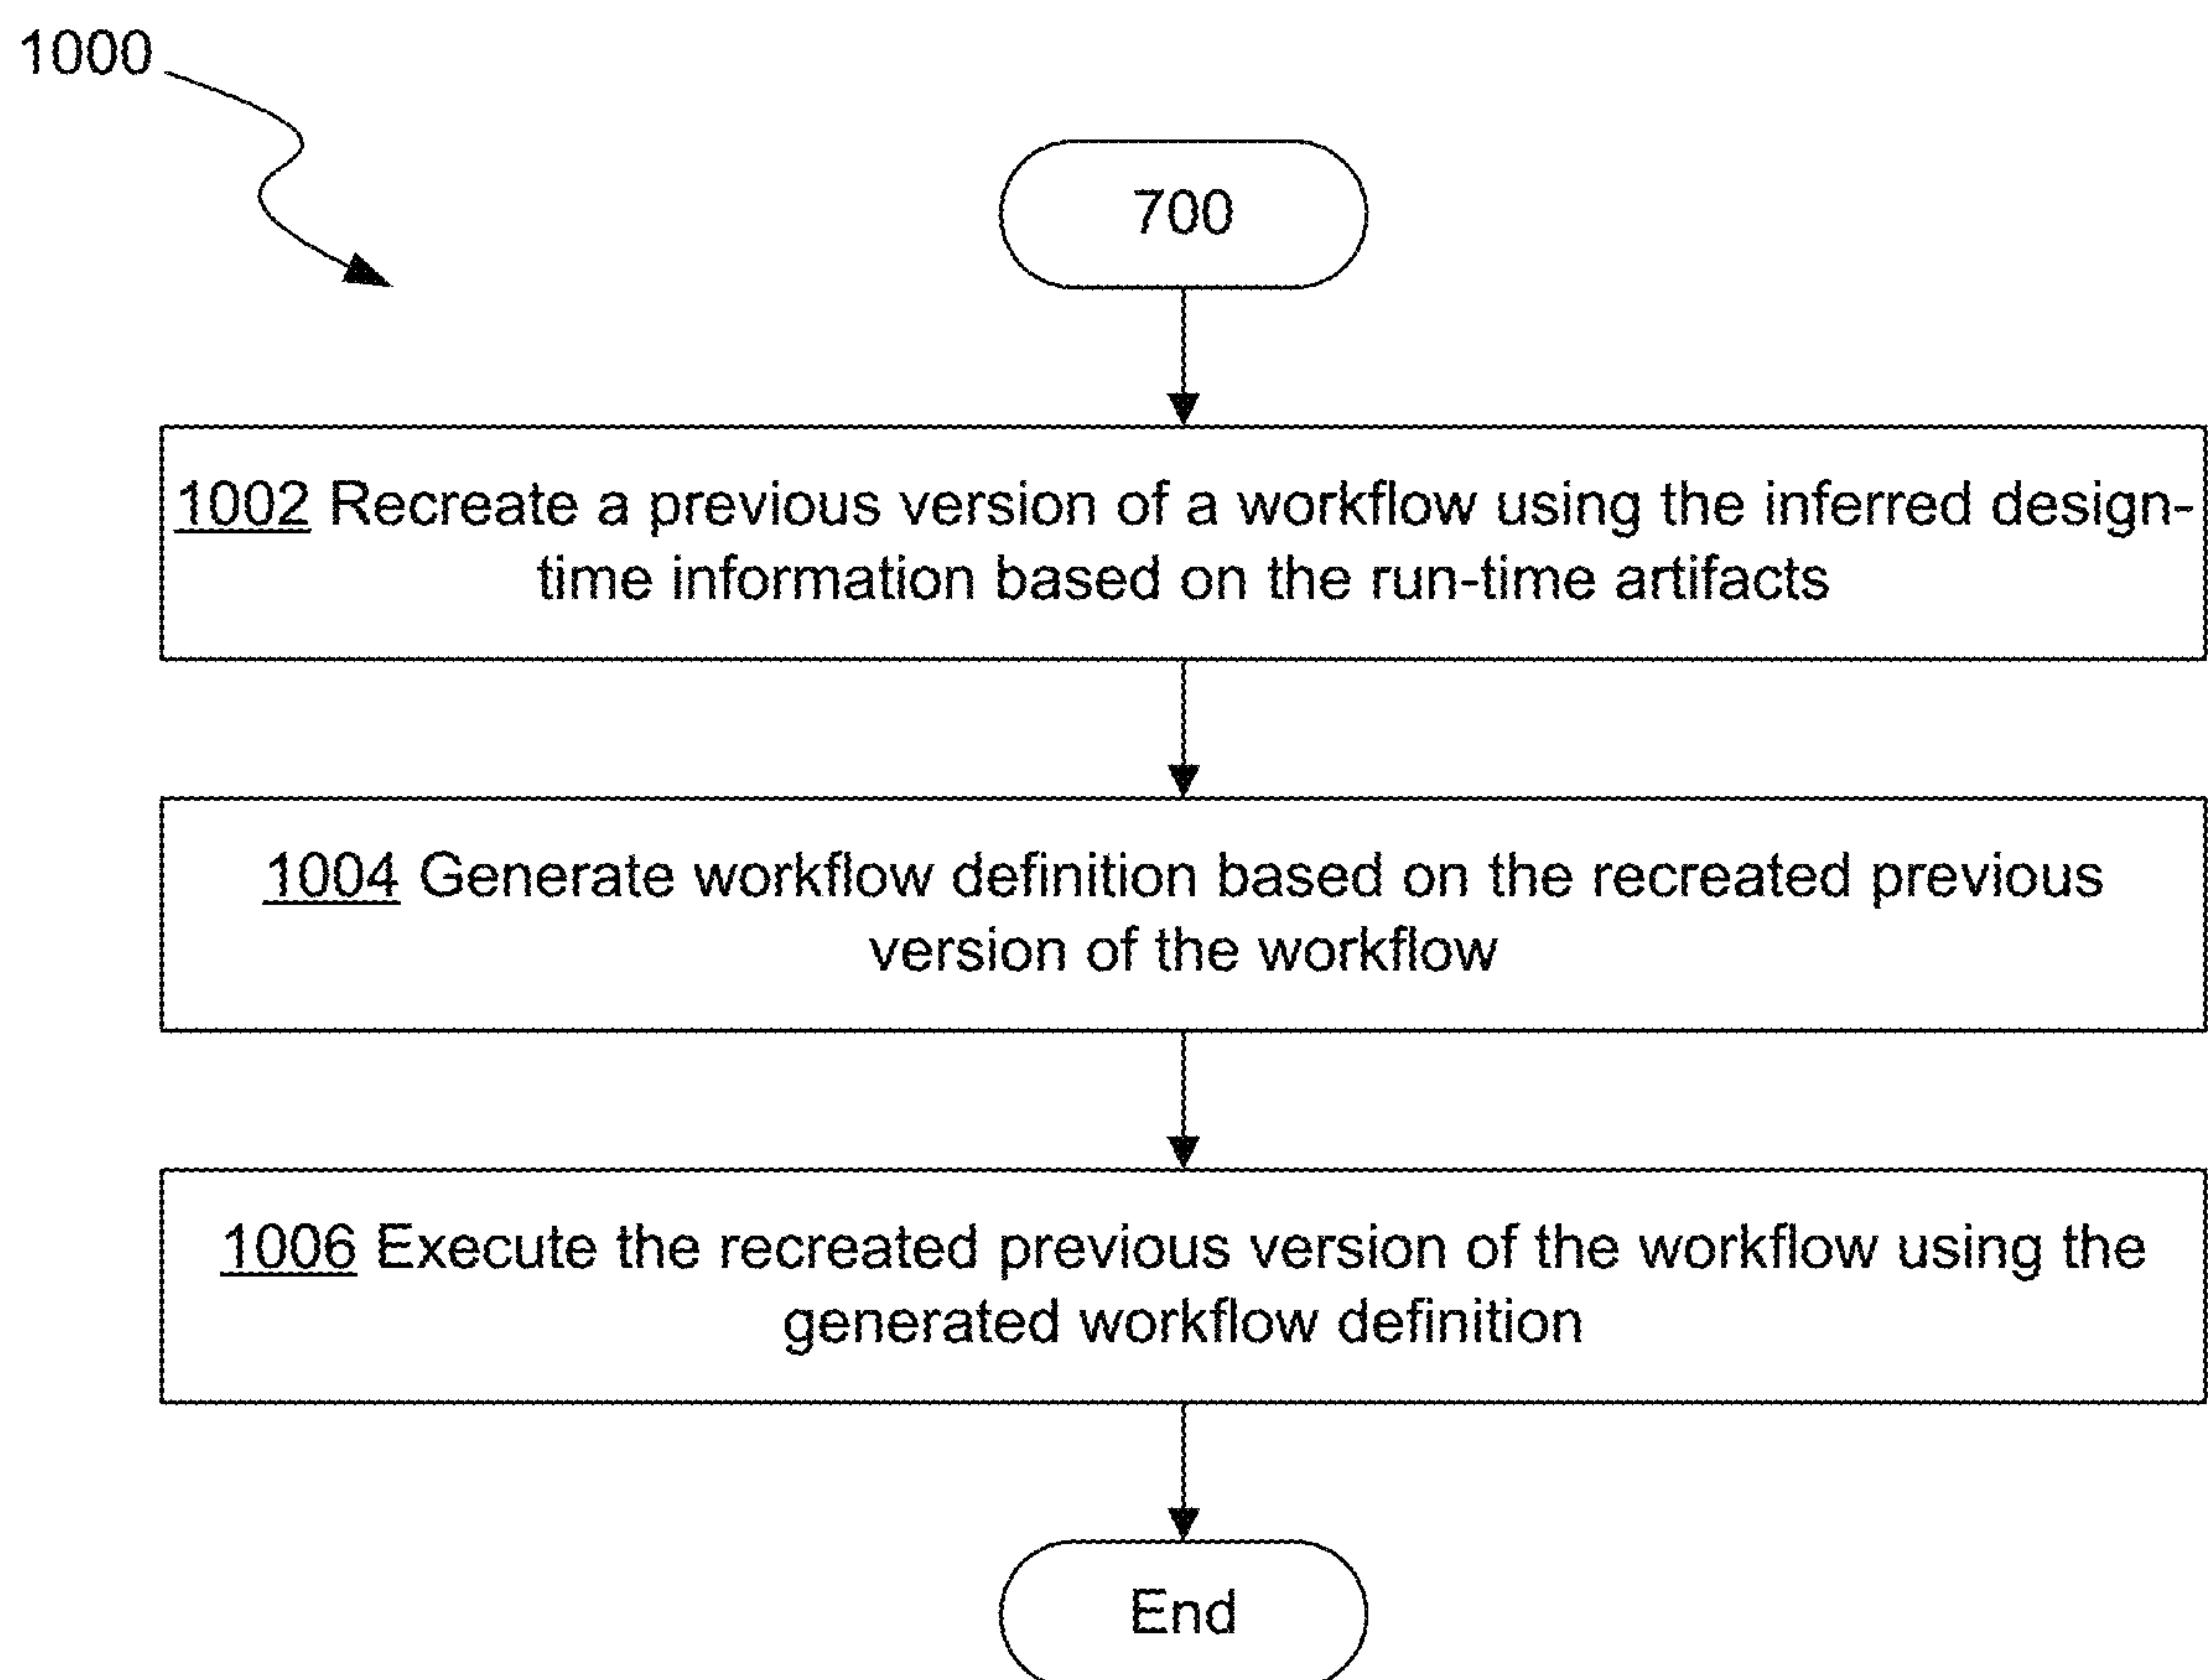 1000
700
1002 Recreate a previous version of a workflow using the inferred design-
time information based on the run-time artifacts
1004 Generate workflow definition based on the recreated previous
version of the workflow
1006 Execute the recreated previous version of the workflow using the
generated workflow definition
End